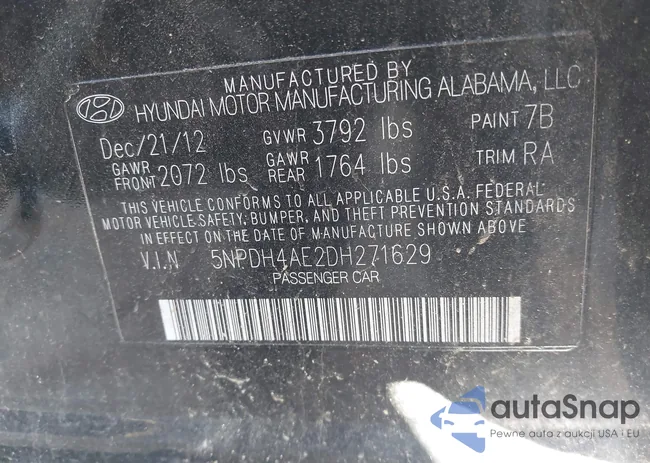 MANUFACTURED BY
HYUNDAI MOTOR MANUFACTURING ALABAMA, LLC
Dec/21/12 GVWR 3792 lbs PAINT 7B
GAWR FRONT 2072 lbs GAWR REAR 1764 lbs TRIM RA
THIS VEHICLE CONFORMS TO ALL APPLICABLE U.S.A. FEDERAL
MOTOR VEHICLE SAFETY, BUMPER, AND THEFT PREVENTION STANDARDS
IN EFFECT ON THE DATE OF MANUFACTURE SHOWN ABOVE
V.I.N 5NPDH4AE2DH271629
PASSENGER CAR
autaSnap
Pewne auta z aukcji USA i EU